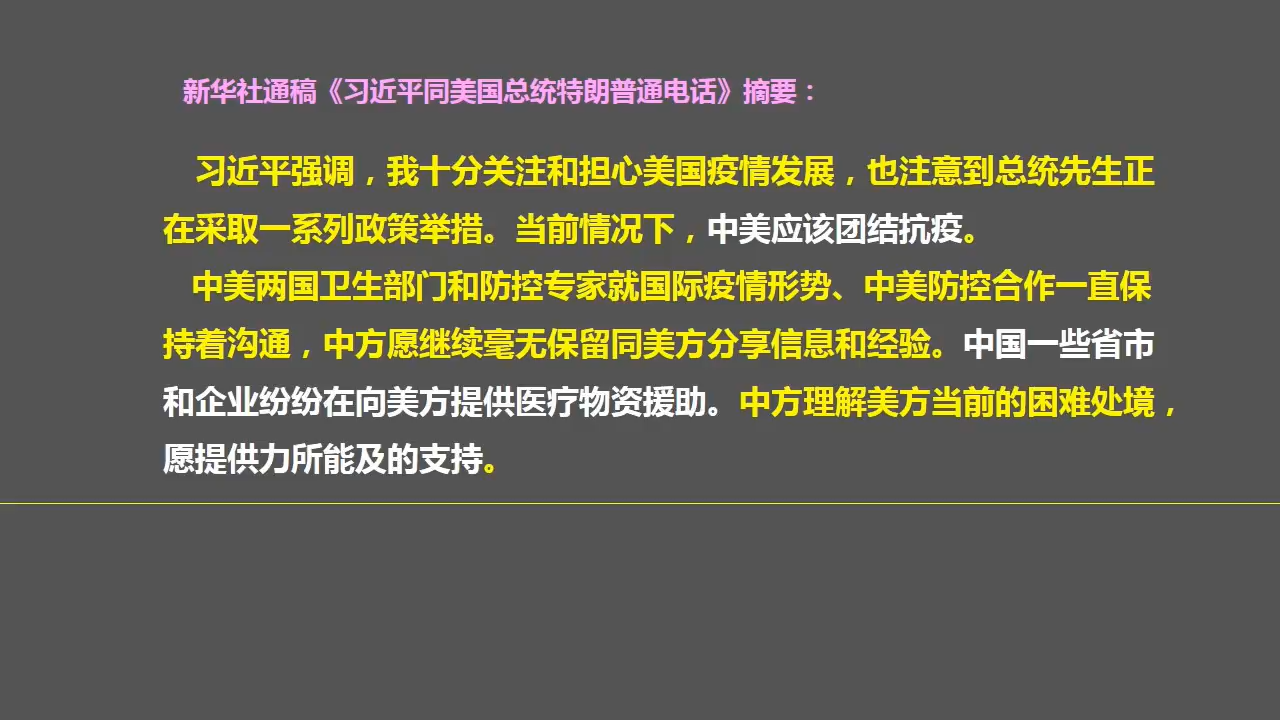 新华社通稿《习近平同美国总统特朗普通电话》摘要：
习近平强调，我十分关注和担心美国疫情发展，也注意到总统先生正
在采取一系列政策举措。当前情况下，中美应该团结抗疫。
中美两国卫生部门和防控专家就国际疫情形势、中美防控合作一直保
持着沟通，中方愿继续毫无保留同美方分享信息和经验。中国一些省市
和企业纷纷在向美方提供医疗物资援助。中方理解美方当前的困难处境，
愿提供力所能及的支持。